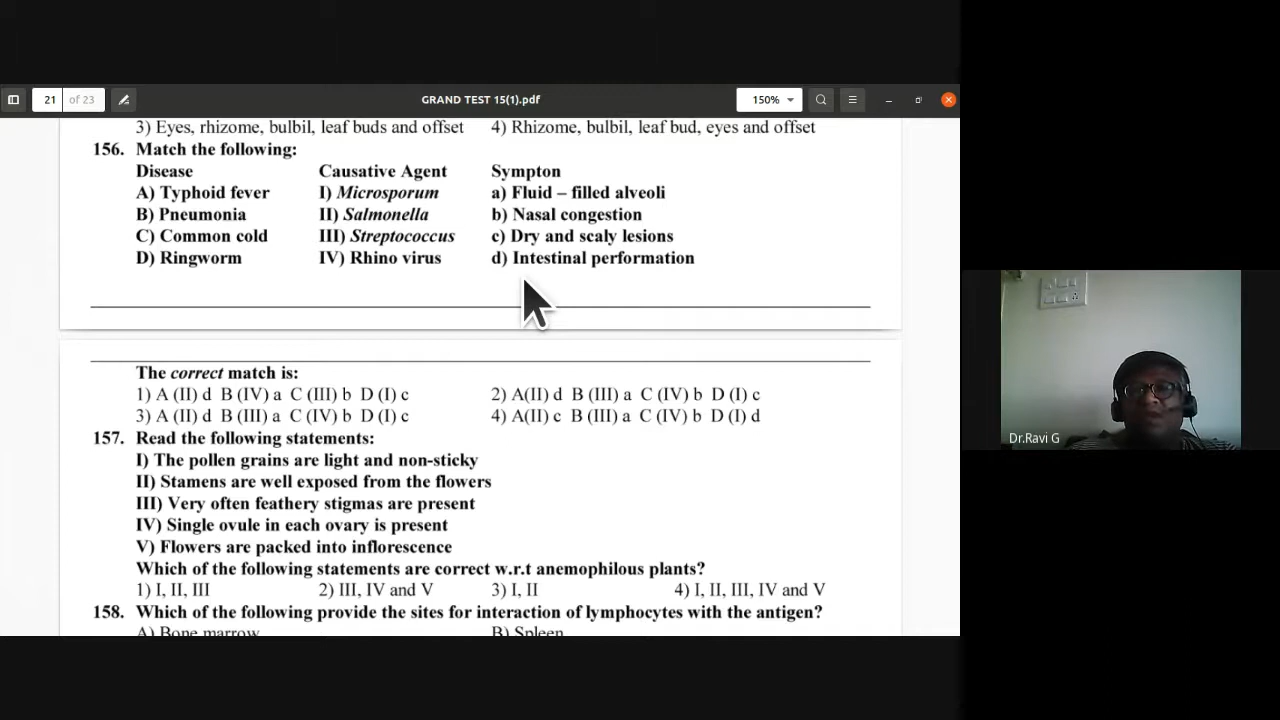 21 of 23 GRAND TEST 15(1).pdf 150%
3) Eyes, rhizome, bulbil, leaf buds and offset 4) Rhizome, bulbil, leaf bud, eyes and offset
156. Match the following:
Disease Causative Agent Sympton
A) Typhoid fever I) Microsporum a) Fluid – filled alveoli
B) Pneumonia II) Salmonella b) Nasal congestion
C) Common cold III) Streptococcus c) Dry and scaly lesions
D) Ringworm IV) Rhino virus d) Intestinal performation
The correct match is:
1) A (II) d B (IV) a C (III) b D (I) c 2) A(II) d B (III) a C (IV) b D (I) c
3) A (II) d B (III) a C (IV) b D (I) c 4) A(II) c B (III) a C (IV) b D (I) d
157. Read the following statements:
I) The pollen grains are light and non-sticky
II) Stamens are well exposed from the flowers
III) Very often feathery stigmas are present
IV) Single ovule in each ovary is present
V) Flowers are packed into inflorescence
Which of the following statements are correct w.r.t anemophilous plants?
1) I, II, III 2) III, IV and V 3) I, II 4) I, II, III, IV and V
158. Which of the following provide the sites for interaction of lymphocytes with the antigen?
A) Bone marrow B) Spleen
Dr.Ravi G